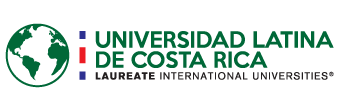 UNIVERSIDAD LATINA
DE COSTA RICA
LAUREATE INTERNATIONAL UNIVERSITIES®